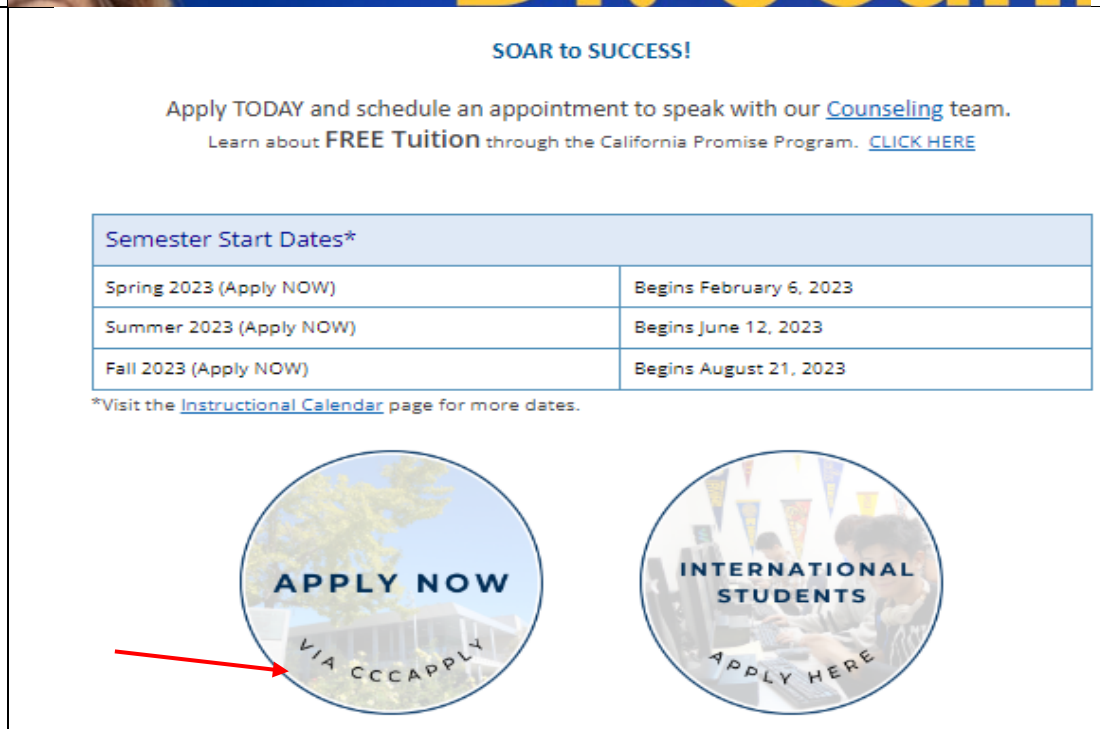 SOAR to SUCCESS!
Apply TODAY and schedule an appointment to speak with our Counseling team.
Learn about FREE Tuition through the California Promise Program. CLICK HERE
Semester Start Dates*
Spring 2023 (Apply NOW) Begins February 6, 2023
Summer 2023 (Apply NOW) Begins June 12, 2023
Fall 2023 (Apply NOW) Begins August 21, 2023
*Visit the Instructional Calendar page for more dates.
APPLY NOW
VIA CCCAPPLY
INTERNATIONAL
STUDENTS
APPLY HERE